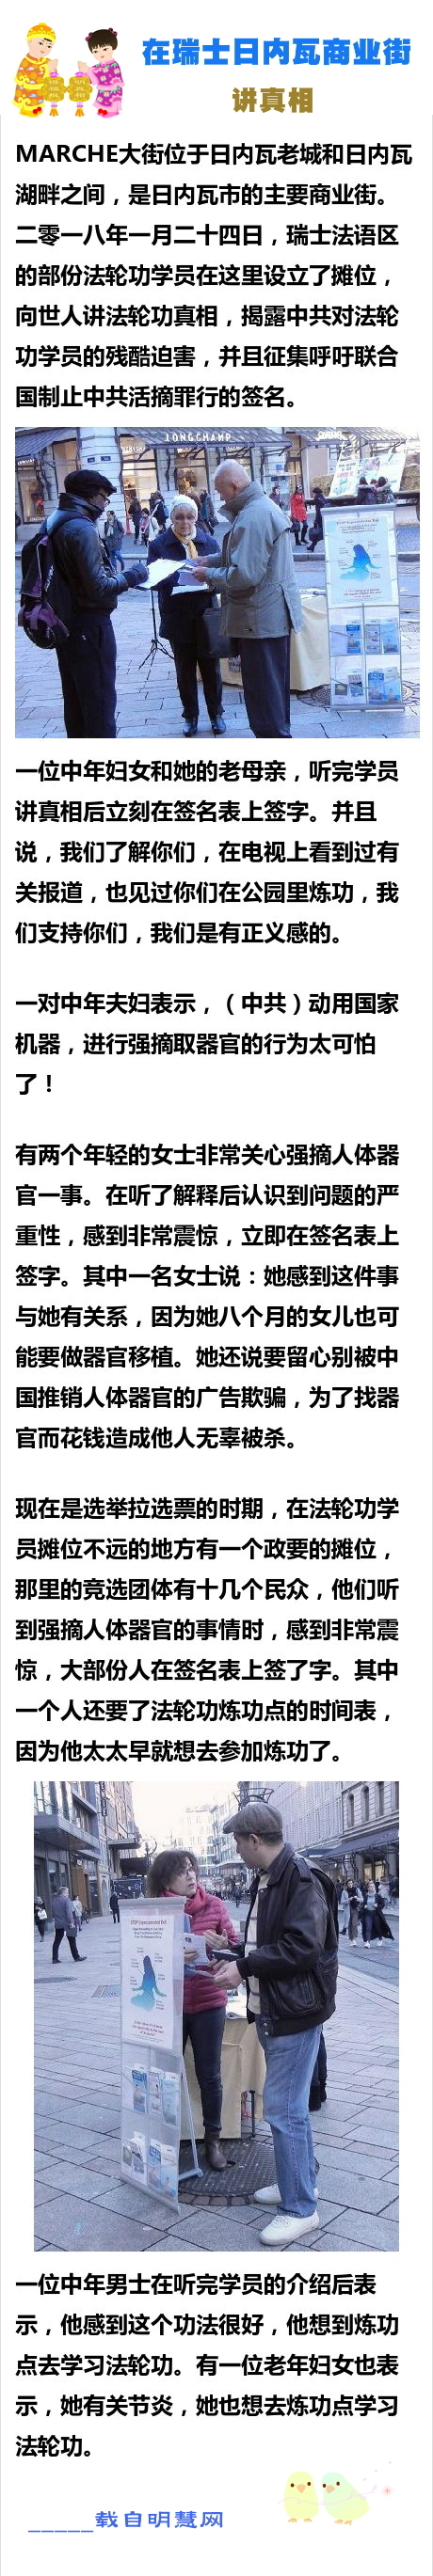 在瑞士日内瓦商业街
讲真相
MARCHE大街位于日内瓦老城和日内瓦
湖畔之间，是日内瓦市的主要商业街。
二零一八年一月二十四日，瑞士法语区
的部份法轮功学员在这里设立了摊位，
向世人讲法轮功真相，揭露中共对法轮
功学员的残酷迫害，并且征集呼吁联合
国制止中共活摘罪行的签名。
LONGCHAMP
一位中年妇女和她的老母亲，听完学员
讲真相后立刻在签名表上签字。并且
说，我们了解你们，在电视上看到过有
关报道，也见过你们在公园里炼功，我
们支持你们，我们是有正义感的。
一对中年夫妇表示，（中共）动用国家
机器，进行强摘取器官的行为太可怕
了！
有两个年轻的女士非常关心强摘人体器
官一事。在听了解释后认识到问题的严
重性，感到非常震惊，立即在签名表上
签字。其中一名女士说：她感到这件事
与她有关系，因为她八个月的女儿也可
能要做器官移植。她还说要留心别被中
国推销人体器官的广告欺骗，为了找器
官而花钱造成他人无辜被杀。
现在是选举拉选票的时期，在法轮功学
员摊位不远的地方有一个政要的摊位，
那里的竞选团体有十几个民众，他们听
到强摘人体器官的事情时，感到非常震
惊，大部份人在签名表上签了字。其中
一个人还要了法轮功炼功点的时间表，
因为他太太早就想去参加炼功了。
一位中年男士在听完学员的介绍后表
示，他感到这个功法很好，他想到炼功
点去学习法轮功。有一位老年妇女也表
示，她有关节炎，她也想去炼功点学习
法轮功。
_____载自明慧网